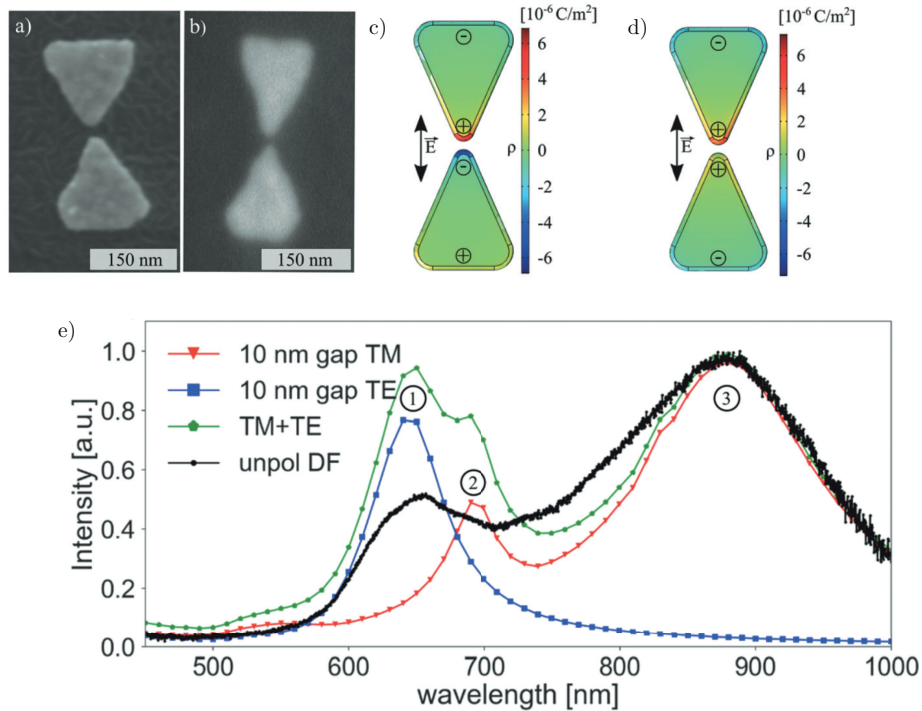 a)
150 nm
b)
150 nm
c)
[10⁻⁶ C/m²]
6
4
2
0
-2
-4
-6
ρ
E
-
+
-
+
d)
[10⁻⁶ C/m²]
6
4
2
0
-2
-4
-6
ρ
E
-
+
+
-
e)
10 nm gap TM
10 nm gap TE
TM+TE
unpol DF
1
2
3
Intensity [a.u.]
1.0
0.8
0.6
0.4
0.2
0.0
500
600
700
800
900
1000
wavelength [nm]